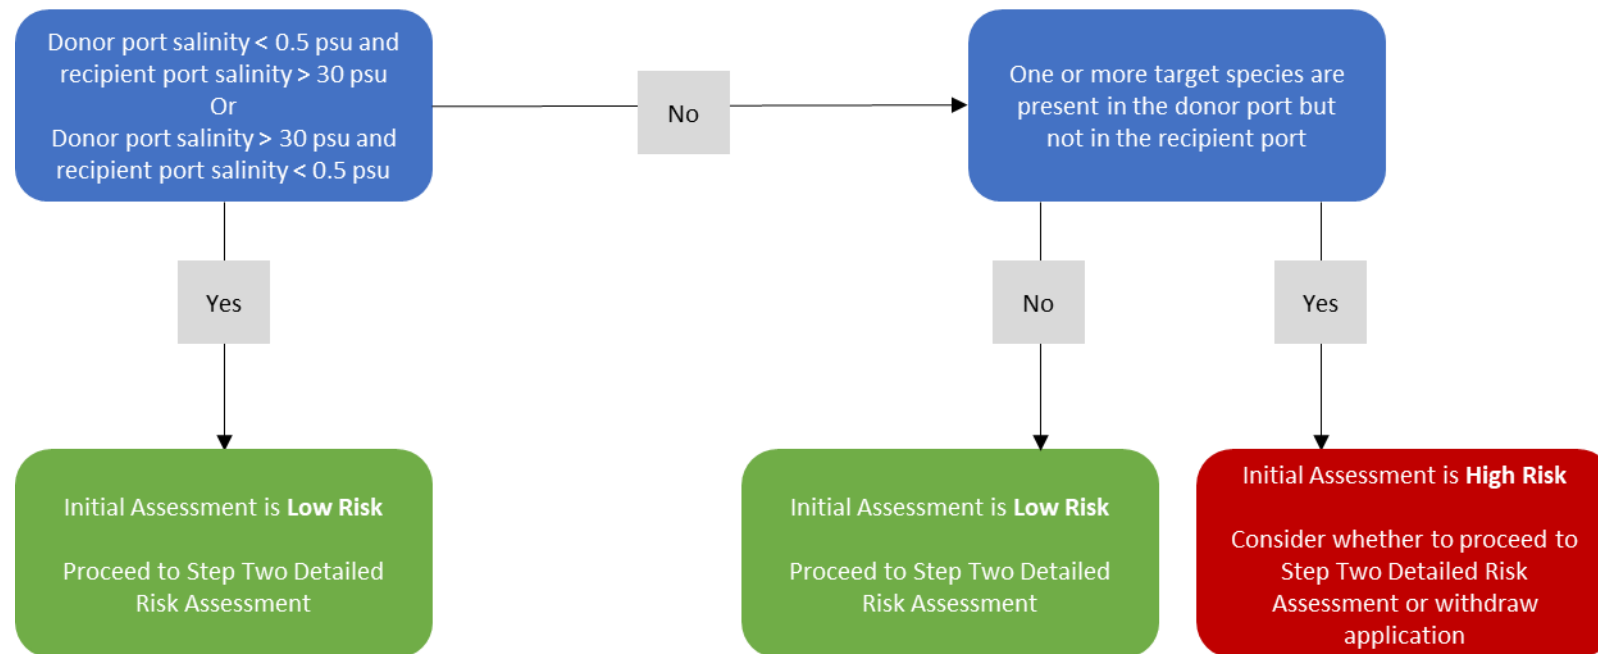 Donor port salinity < 0.5 psu and
recipient port salinity > 30 psu
Or
Donor port salinity > 30 psu and
recipient port salinity < 0.5 psu
No
One or more target species are
present in the donor port but
not in the recipient port
Yes
No
Yes
Initial Assessment is Low Risk
Proceed to Step Two Detailed
Risk Assessment
Initial Assessment is Low Risk
Proceed to Step Two Detailed
Risk Assessment
Initial Assessment is High Risk
Consider whether to proceed to
Step Two Detailed Risk
Assessment or withdraw
application